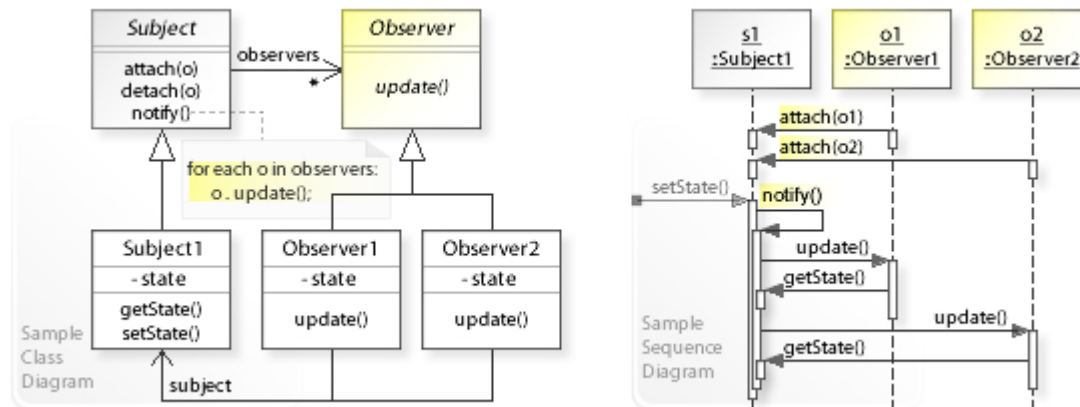 Subject
attach(o)
detach(o)
notify()
observers
*
Observer
update()
for each o in observers:
o.update();
Subject1
- state
getState()
setState()
Observer1
- state
update()
Observer2
- state
update()
subject
Sample
Class
Diagram
s1
:Subject1
o1
:Observer1
o2
:Observer2
attach(o1)
attach(o2)
setState()
notify()
update()
getState()
update()
getState()
Sample
Sequence
Diagram